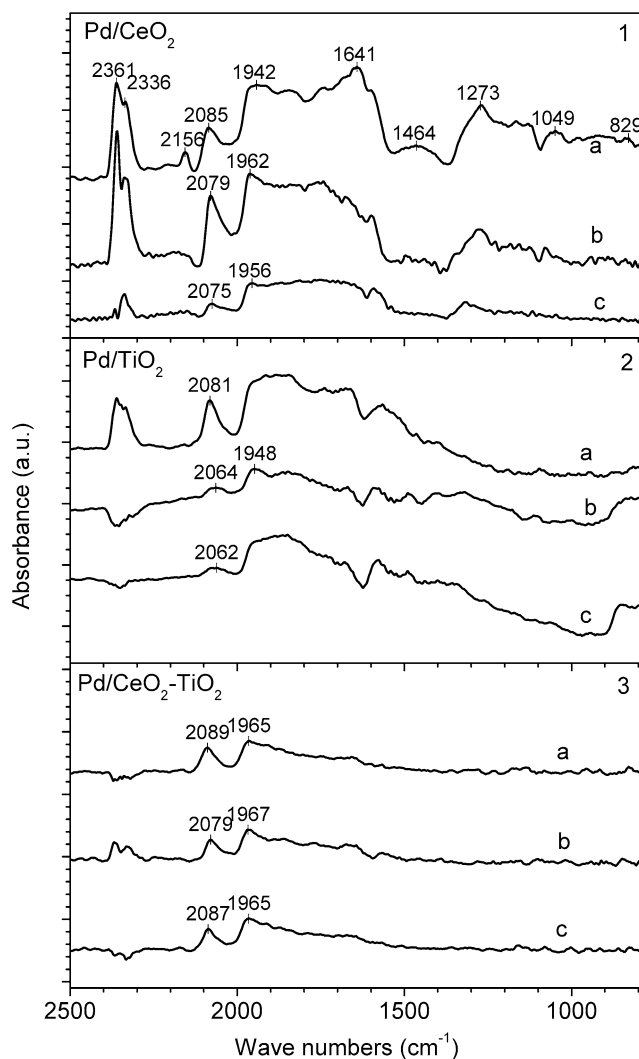 Pd/CeO₂ 1
2361 2336 2156 2085 1942 1641 1464 1273 1049 829
a
2079 1962
b
2075 1956
c
Pd/TiO₂ 2
2081
a
2064 1948
b
2062
c
Pd/CeO₂-TiO₂ 3
2089 1965
a
2079 1967
b
2087 1965
c
Absorbance (a.u.)
2500 2000 1500 1000
Wave numbers (cm⁻¹)